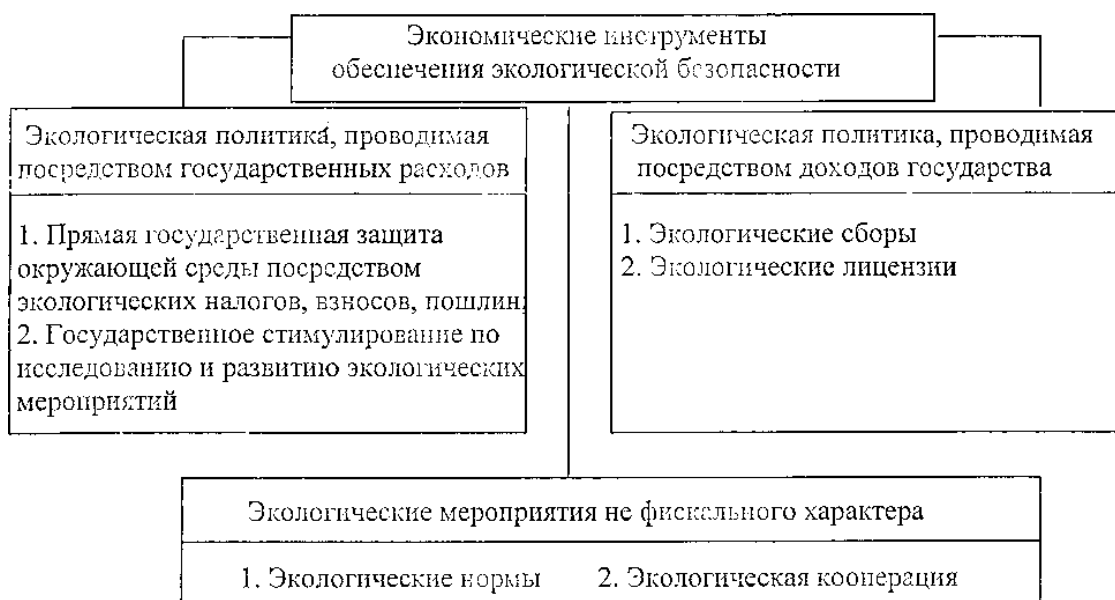 Экономические инструменты
обеспечения экологической безопасности
Экологическая политика, проводимая
посредством государственных расходов
1. Прямая государственная защита
окружающей среды посредством
экологических налогов, взносов, пошлин;
2. Государственное стимулирование по
исследованию и развитию экологических
мероприятий
Экологическая политика, проводимая
посредством доходов государства
1. Экологические сборы
2. Экологические лицензии
Экологические мероприятия не фискального характера
1. Экологические нормы 2. Экологическая кооперация